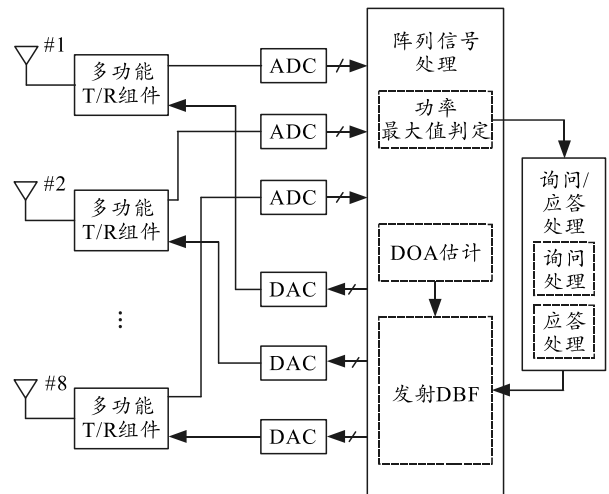 #1
多功能
T/R组件
ADC
ADC
#2
多功能
T/R组件
ADC
DAC
DAC
#8
多功能
T/R组件
DAC
阵列信号
处理
功率
最大值判定
DOA估计
发射DBF
询问/
应答
处理
询问
处理
应答
处理
⋮